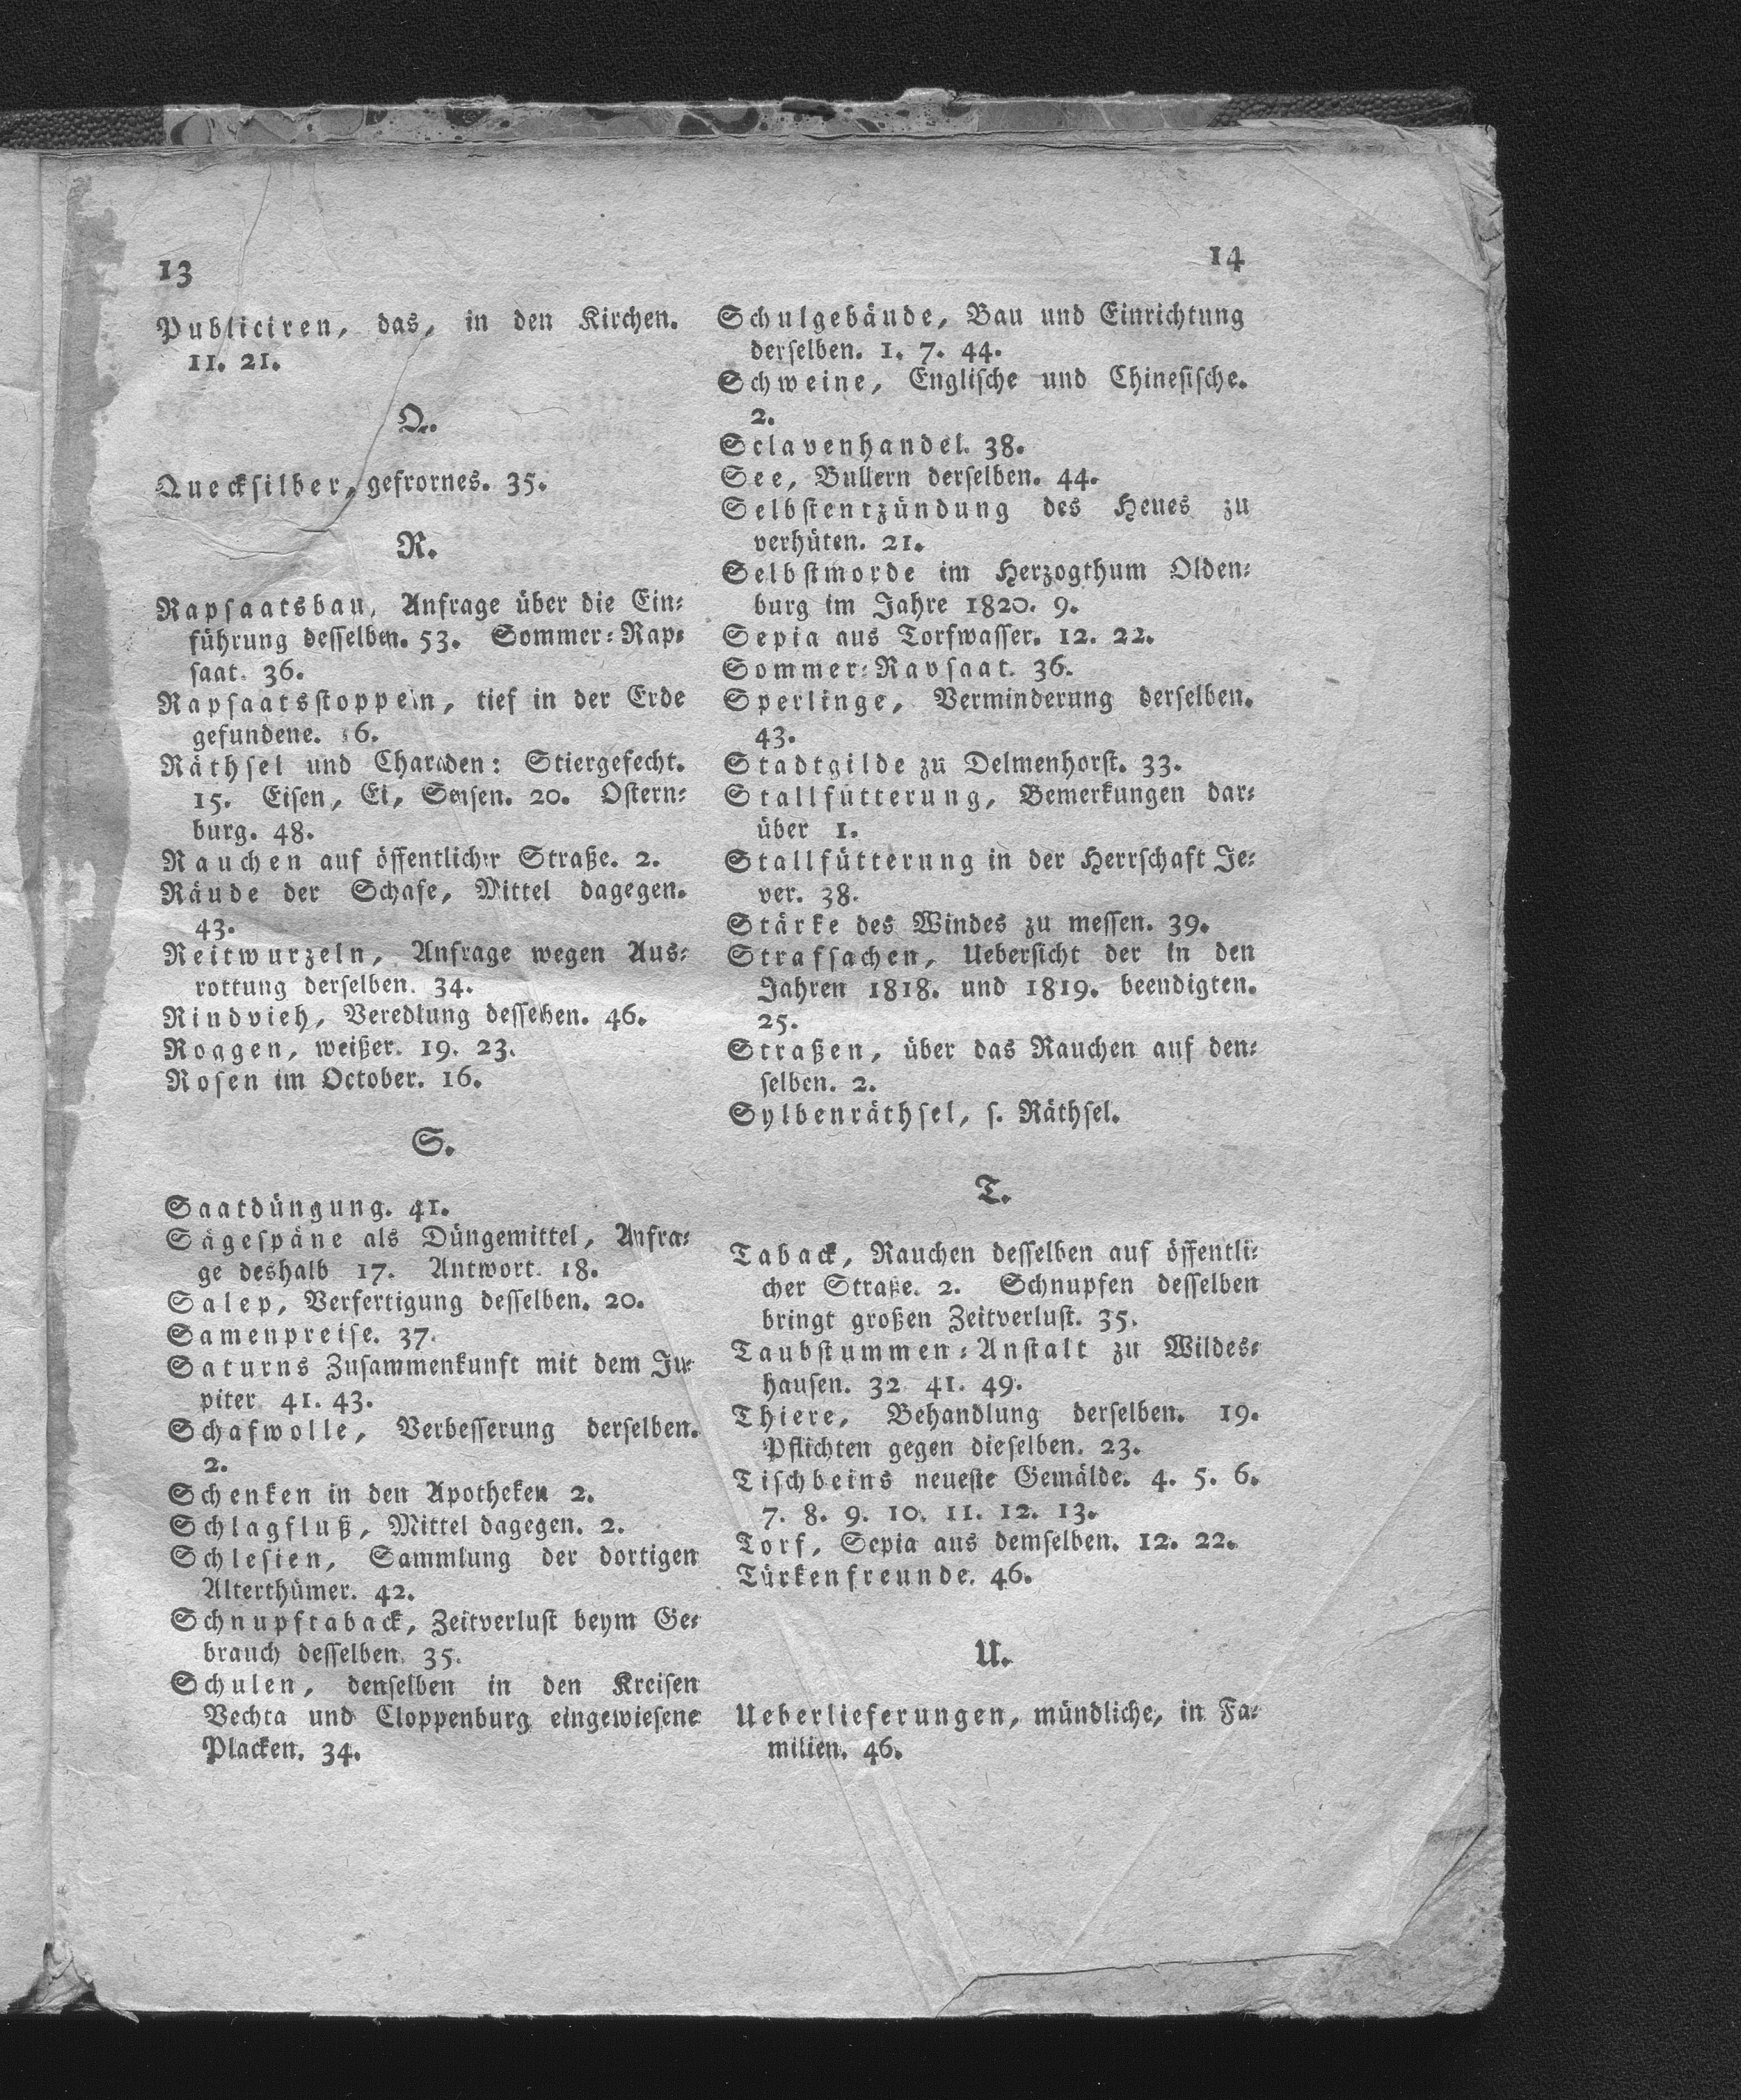 13
Publiciren, das, in den Kirchen.
11. 21.
Q.
Quecksilber, gefrornes. 35.
R.
Rapsaatsbau, Anfrage über die Ein⸗
führung desselben. 53. Sommer⸗Rap⸗
saat. 36.
Rapsaatsstoppeln, tief in der Erde
gefundene. 6.
Räthsel und Charaden: Stiergefecht.
15. Eisen, Ei, Sensen. 20. Ostern⸗
burg. 48.
Rauchen auf öffentlicher Straße. 2.
Räude der Schafe, Mittel dagegen.
43.
Reitwurzeln, Anfrage wegen Aus⸗
rottung derselben. 34.
Rindvieh, Veredlung desselben. 46.
Roggen, weißer. 19. 23.
Rosen im October. 16.
S.
Saatdüngung. 41.
Sägespäne als Düngemittel, Anfra⸗
ge deshalb 17. Antwort. 18.
Salep, Verfertigung desselben. 20.
Samenpreise. 37.
Saturns Zusammenkunft mit dem Ju⸗
piter 41. 43.
Schafwolle, Verbesserung derselben.
2.
Schenken in den Apotheken 2.
Schlagfluß, Mittel dagegen. 2.
Schlesien, Sammlung der dortigen
Alterthümer. 42.
Schnupftaback, Zeitverlust beym Ge⸗
brauch desselben. 35.
Schulen, denselben in den Kreisen
Vechta und Cloppenburg eingewiesene
Placken. 34.
14
Schulgebäude, Bau und Einrichtung
derselben. 1. 7. 44.
Schweine, Englische und Chinesische.
2.
Sclavenhandel. 38.
See, Bullern derselben. 44.
Selbstentzündung des Heues zu
verhüten. 21.
Selbstmorde im Herzogthum Olden⸗
burg im Jahre 1820. 9.
Sepia aus Torfwasser. 12. 22.
Sommer⸗Rapsaat. 36.
Sperlinge, Verminderung derselben.
43.
Stadtgilde zu Delmenhorst. 33.
Stallfütterung, Bemerkungen dar⸗
über 1.
Stallfütterung in der Herrschaft Je⸗
ver. 38.
Stärke des Windes zu messen. 39.
Strafsachen, Uebersicht der in den
Jahren 1818. und 1819. beendigten.
25.
Straßen, über das Rauchen auf den⸗
selben. 2.
Sylbenräthsel, s. Räthsel.
T.
Taback, Rauchen desselben auf öffentli⸗
cher Straße. 2. Schnupfen desselben
bringt großen Zeitverlust. 35.
Taubstummen⸗Anstalt zu Wildes⸗
hausen. 32 41. 49.
Thiere, Behandlung derselben. 19.
Pflichten gegen dieselben. 23.
Tischbeins neueste Gemälde. 4. 5. 6.
7. 8. 9. 10. 11. 12. 13.
Torf, Sepia aus demselben. 12. 22.
Türkenfreunde. 46.
U.
Ueberlieferungen, mündliche, in Fa⸗
milien. 46.